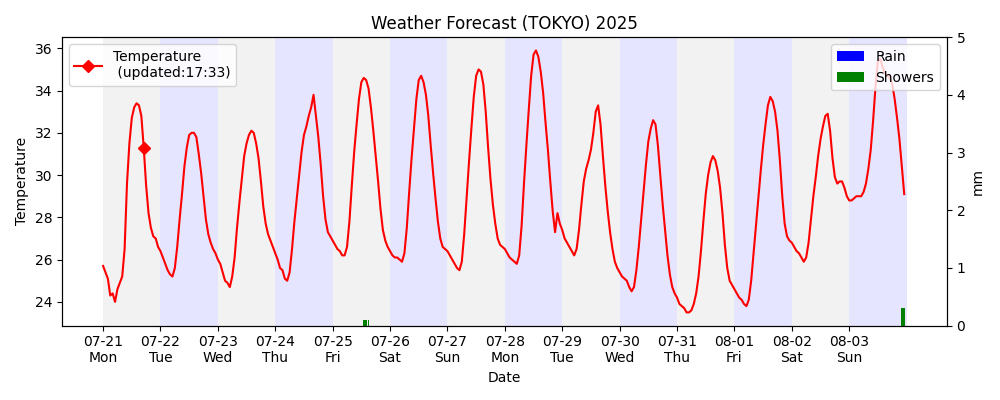 Weather Forecast (TOKYO) 2025
Temperature
(updated:17:33)
Rain
Showers
Temperature
36
34
32
30
28
26
24
5
4
3
2
1
0
mm
07-21 07-22 07-23 07-24 07-25 07-26 07-27 07-28 07-29 07-30 07-31 08-01 08-02 08-03
Mon Tue Wed Thu Fri Sat Sun Mon Tue Wed Thu Fri Sat Sun
Date